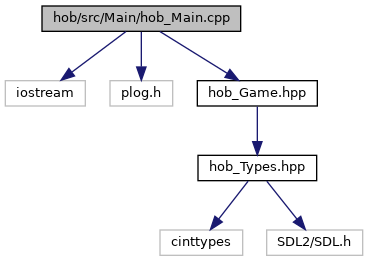 hob/src/Main/hob_Main.cpp
iostream
plog.h
hob_Game.hpp
hob_Types.hpp
cinttypes
SDL2/SDL.h